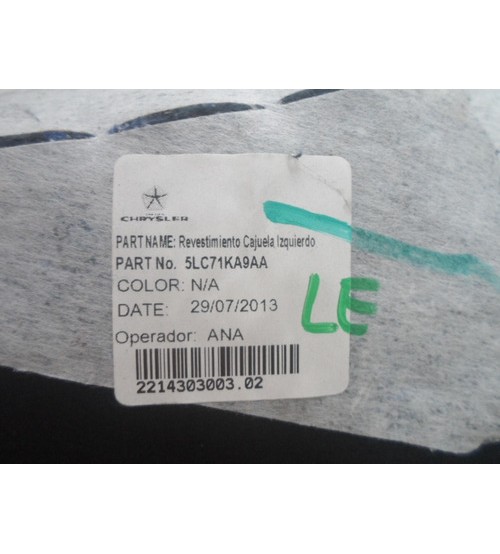 CHRYSLER
PART NAME: Revestimiento Cajuela Izquierdo
PART No. 5LC71KA9AA
COLOR: N/A
DATE: 29/07/2013
LE
Operador: ANA
2214303003.02